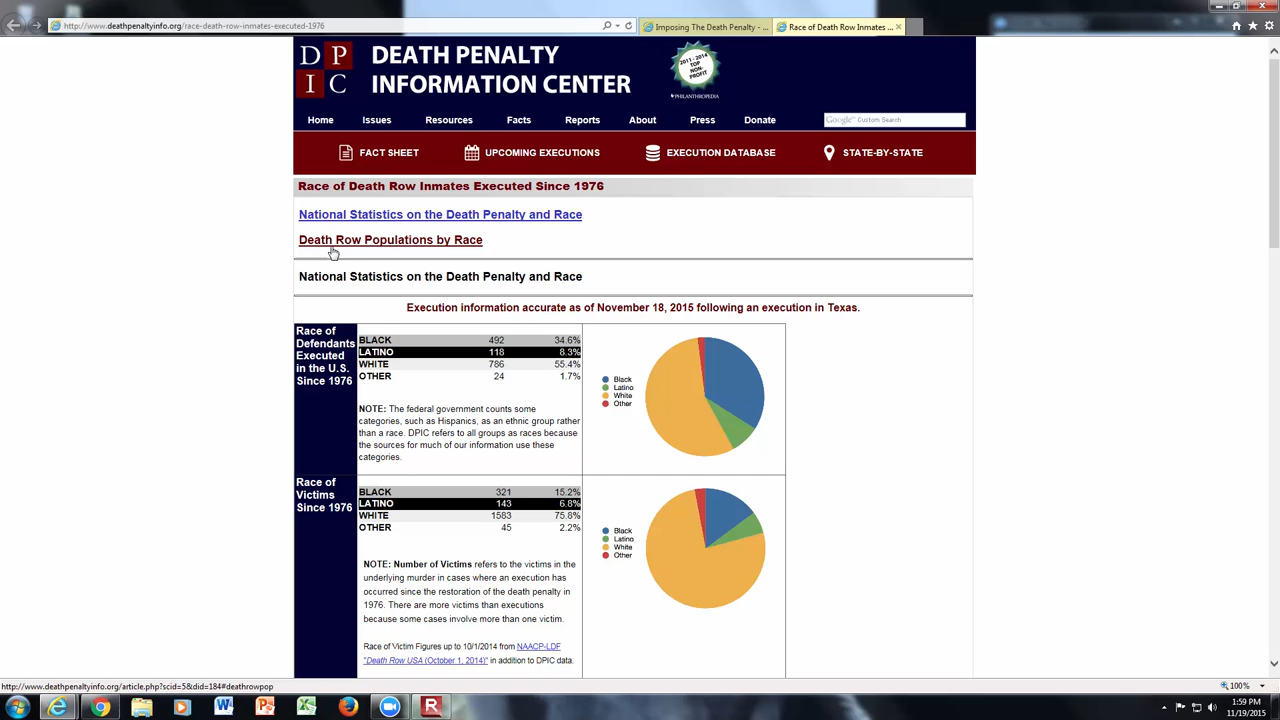 http://www.deathpenaltyinfo.org/race-death-row-inmates-executed-1976
Imposing The Death Penalty - ...
Race of Death Row Inmates ...
D P
I C
DEATH PENALTY
INFORMATION CENTER
2011 - 2014
TOP
NON-
PROFIT
PHILANTHROPEDIA
Home Issues Resources Facts Reports About Press Donate
Google™ Custom Search
FACT SHEET UPCOMING EXECUTIONS EXECUTION DATABASE STATE-BY-STATE
Race of Death Row Inmates Executed Since 1976
National Statistics on the Death Penalty and Race
Death Row Populations by Race
National Statistics on the Death Penalty and Race
Execution information accurate as of November 18, 2015 following an execution in Texas.
Race of
Defendants
Executed
in the U.S.
Since 1976
BLACK 492 34.6%
LATINO 118 8.3%
WHITE 786 55.4%
OTHER 24 1.7%
NOTE: The federal government counts some
categories, such as Hispanics, as an ethnic group rather
than a race. DPIC refers to all groups as races because
the sources for much of our information use these
categories.
Black
Latino
White
Other
Race of
Victims
Since 1976
BLACK 321 15.2%
LATINO 143 6.8%
WHITE 1583 75.8%
OTHER 45 2.2%
NOTE: Number of Victims refers to the victims in the
underlying murder in cases where an execution has
occurred since the restoration of the death penalty in
1976. There are more victims than executions
because some cases involve more than one victim.
Race of Victim Figures up to 10/1/2014 from NAACP-LDF
"Death Row USA (October 1, 2014)" in addition to DPIC data.
Black
Latino
White
Other
http://www.deathpenaltyinfo.org/article.php?scid=5&did=184#deathrowpop
100%
1:59 PM
11/19/2015